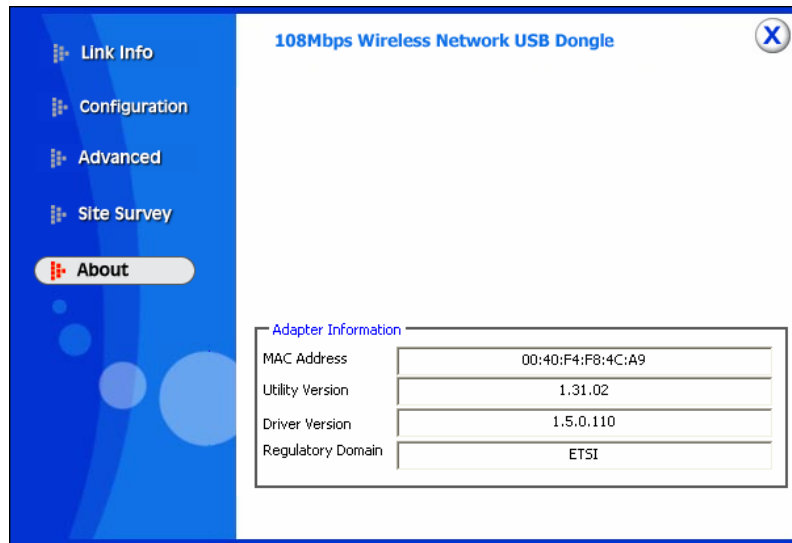 108Mbps Wireless Network USB Dongle
X
Link Info
Configuration
Advanced
Site Survey
About
Adapter Information
MAC Address 00:40:F4:F8:4C:A9
Utility Version 1.31.02
Driver Version 1.5.0.110
Regulatory Domain ETSI